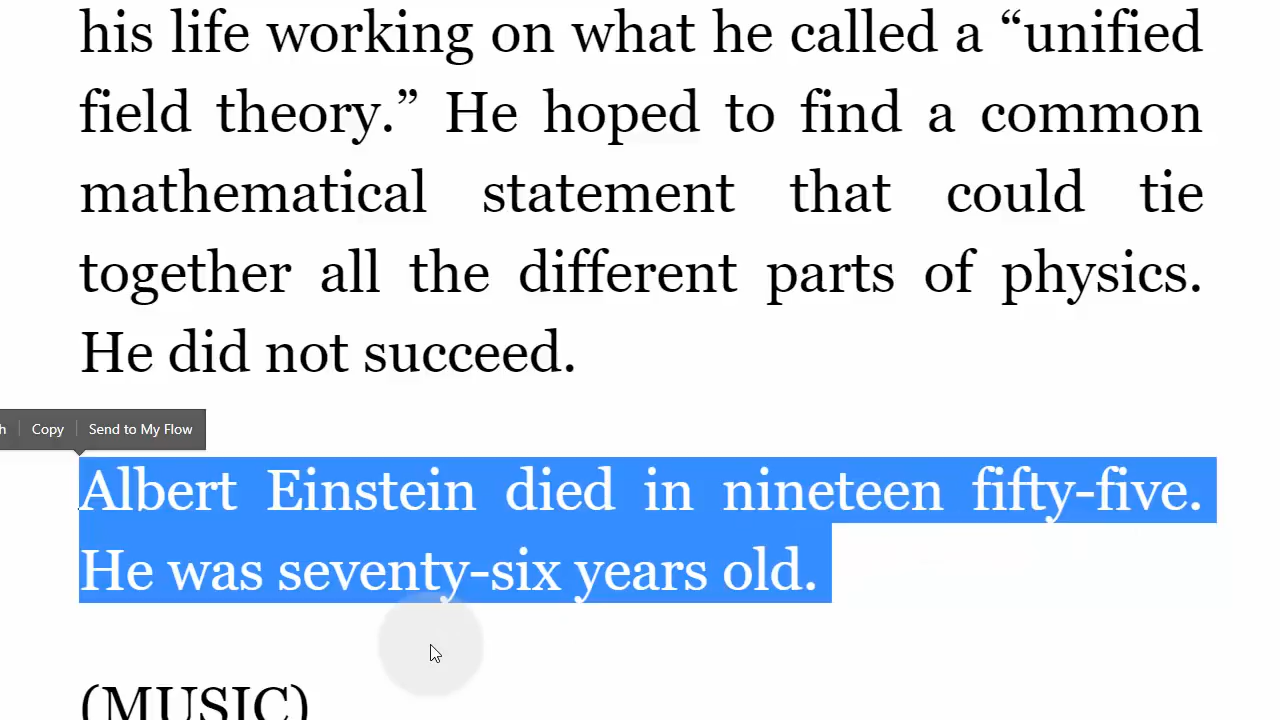 his life working on what he called a “unified
field theory.” He hoped to find a common
mathematical statement that could tie
together all the different parts of physics.
He did not succeed.
h Copy Send to My Flow
Albert Einstein died in nineteen fifty-five.
He was seventy-six years old.
(MUSIC)